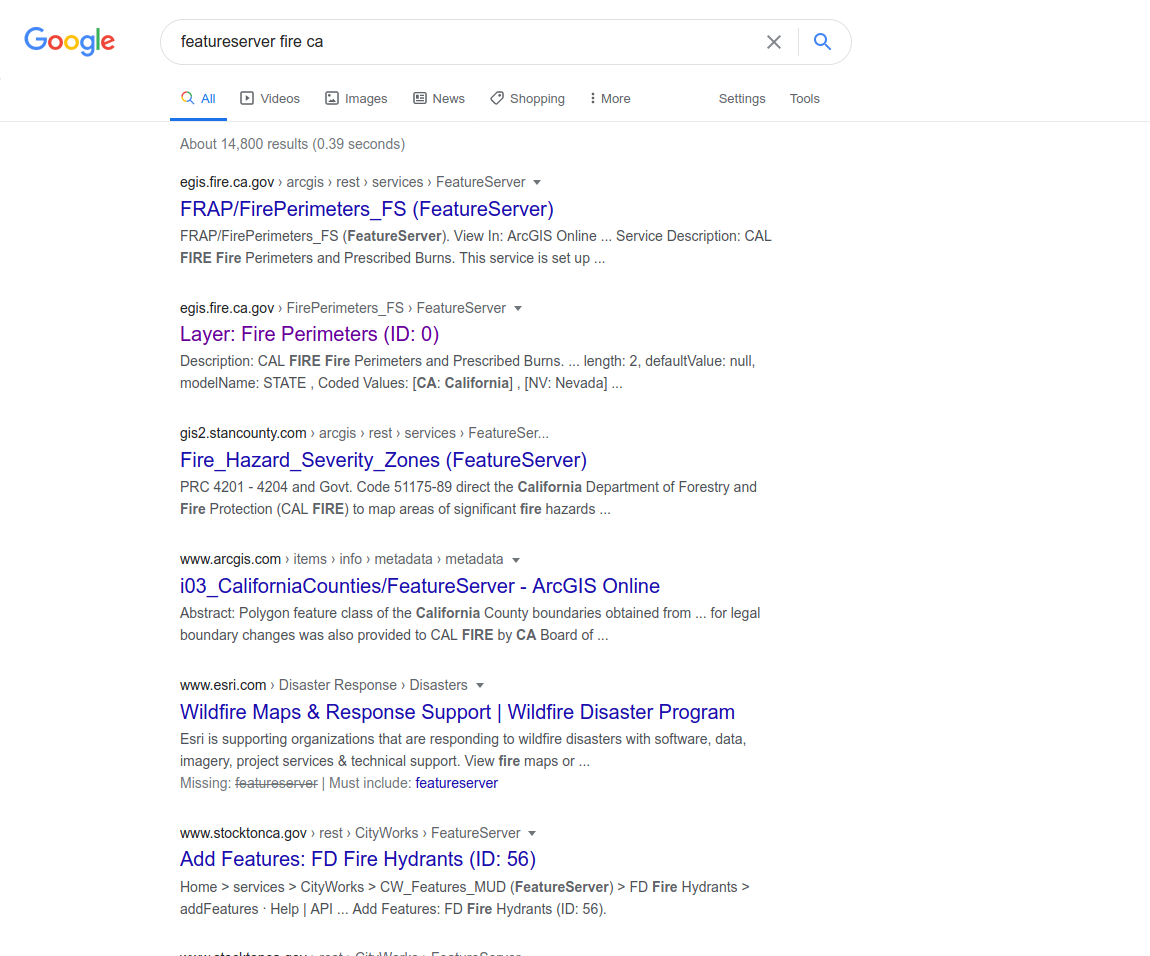 Google
featureserver fire ca
All Videos Images News Shopping More Settings Tools
About 14,800 results (0.39 seconds)
egis.fire.ca.gov › arcgis › rest › services › FeatureServer
FRAP/FirePerimeters_FS (FeatureServer)
FRAP/FirePerimeters_FS (FeatureServer). View In: ArcGIS Online ... Service Description: CAL
FIRE Fire Perimeters and Prescribed Burns. This service is set up ...
egis.fire.ca.gov › FirePerimeters_FS › FeatureServer
Layer: Fire Perimeters (ID: 0)
Description: CAL FIRE Fire Perimeters and Prescribed Burns. ... length: 2, defaultValue: null,
modelName: STATE , Coded Values: [CA: California] , [NV: Nevada] ...
gis2.stancounty.com › arcgis › rest › services › FeatureSer...
Fire_Hazard_Severity_Zones (FeatureServer)
PRC 4201 - 4204 and Govt. Code 51175-89 direct the California Department of Forestry and
Fire Protection (CAL FIRE) to map areas of significant fire hazards ...
www.arcgis.com › items › info › metadata › metadata
i03_CaliforniaCounties/FeatureServer - ArcGIS Online
Abstract: Polygon feature class of the California County boundaries obtained from ... for legal
boundary changes was also provided to CAL FIRE by CA Board of ...
www.esri.com › Disaster Response › Disasters
Wildfire Maps & Response Support | Wildfire Disaster Program
Esri is supporting organizations that are responding to wildfire disasters with software, data,
imagery, project services & technical support. View fire maps or ...
Missing: featureserver | Must include: featureserver
www.stocktonca.gov › rest › CityWorks › FeatureServer
Add Features: FD Fire Hydrants (ID: 56)
Home > services > CityWorks > CW_Features_MUD (FeatureServer) > FD Fire Hydrants >
addFeatures · Help | API ... Add Features: FD Fire Hydrants (ID: 56).